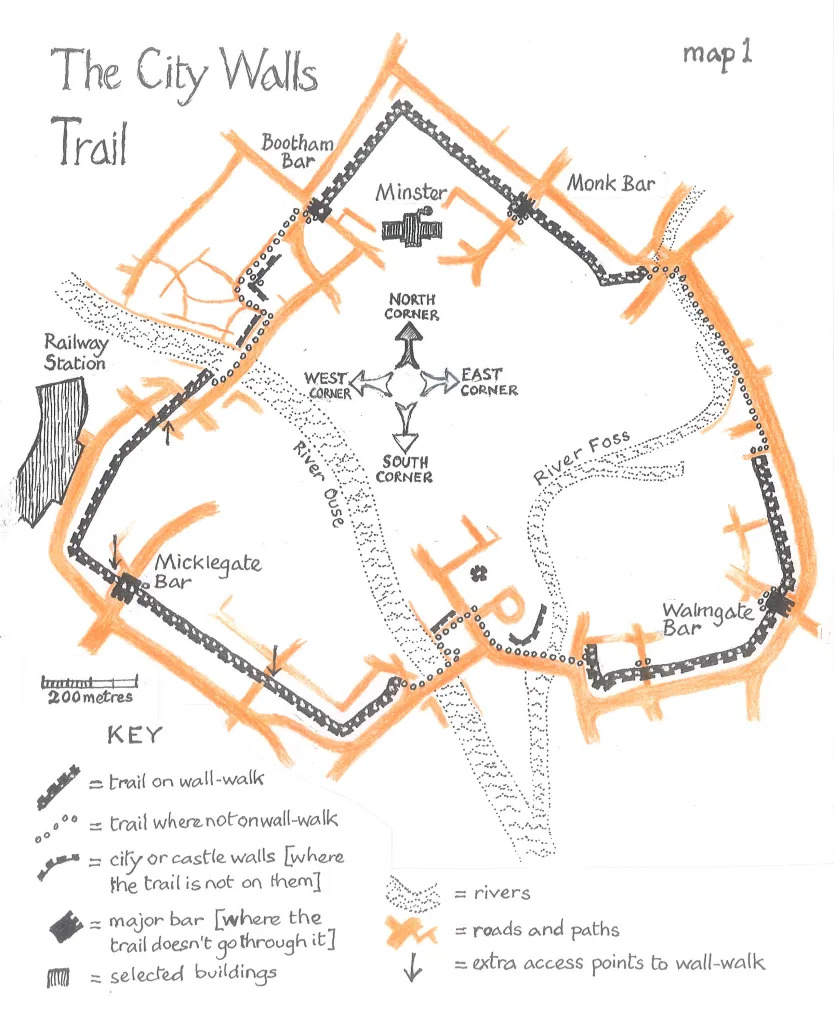 The City Walls
Trail
map 1
Bootham
Bar
Minster
Monk Bar
Railway
Station
NORTH
CORNER
WEST
CORNER
EAST
CORNER
SOUTH
CORNER
River Ouse
River Foss
Micklegate
Bar
Walmgate
Bar
200 metres
KEY
= trail on wall-walk
= trail where not on wall-walk
= city or castle walls [where
the trail is not on them]
= major bar [where the
trail doesn't go through it]
= selected buildings
= rivers
= roads and paths
= extra access points to wall-walk